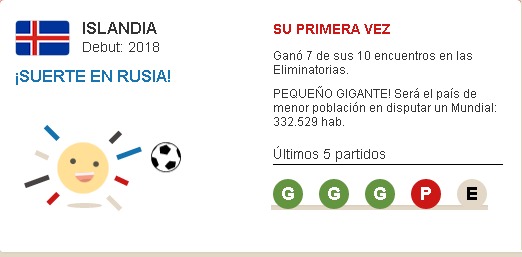 ISLANDIA
Debut: 2018
¡SUERTE EN RUSIA!
SU PRIMERA VEZ
Ganó 7 de sus 10 encuentros en las
Eliminatorias.
PEQUEÑO GIGANTE! Será el país de
menor población en disputar un Mundial:
332.529 hab.
Últimos 5 partidos
G G G P E